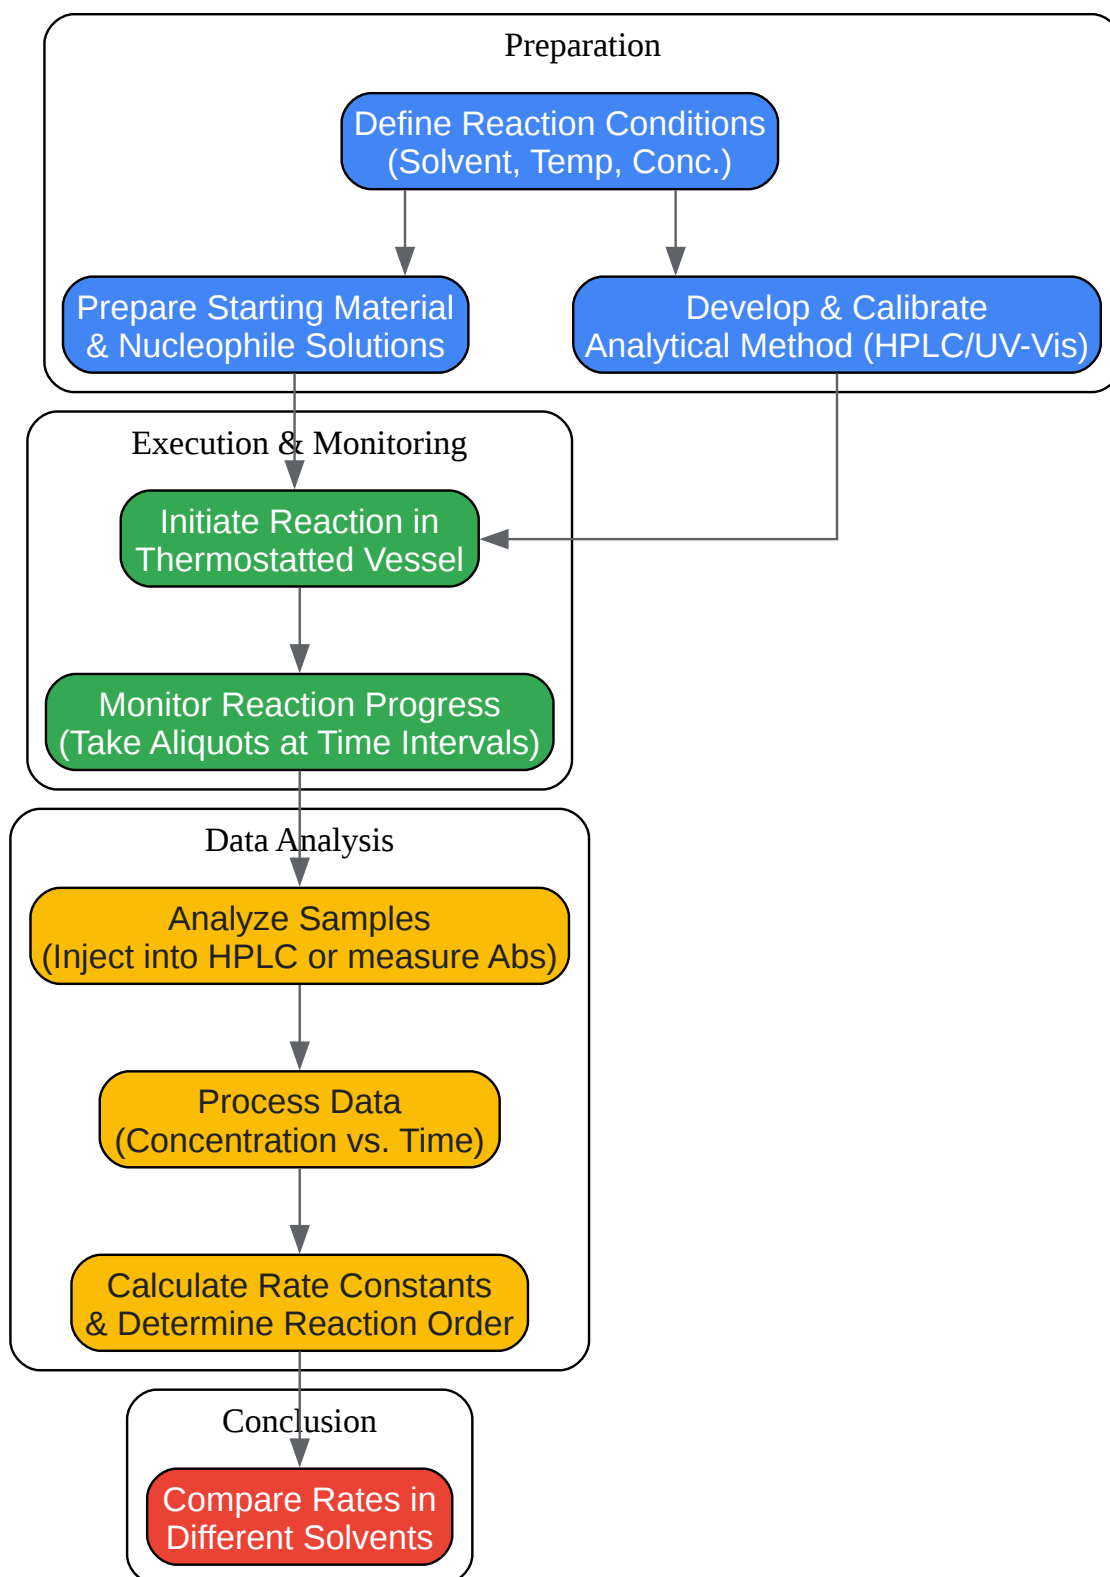 Preparation
Define Reaction Conditions
(Solvent, Temp, Conc.)
Prepare Starting Material
& Nucleophile Solutions
Develop & Calibrate
Analytical Method (HPLC/UV-Vis)
Execution & Monitoring
Initiate Reaction in
Thermostatted Vessel
Monitor Reaction Progress
(Take Aliquots at Time Intervals)
Data Analysis
Analyze Samples
(Inject into HPLC or measure Abs)
Process Data
(Concentration vs. Time)
Calculate Rate Constants
& Determine Reaction Order
Conclusion
Compare Rates in
Different Solvents